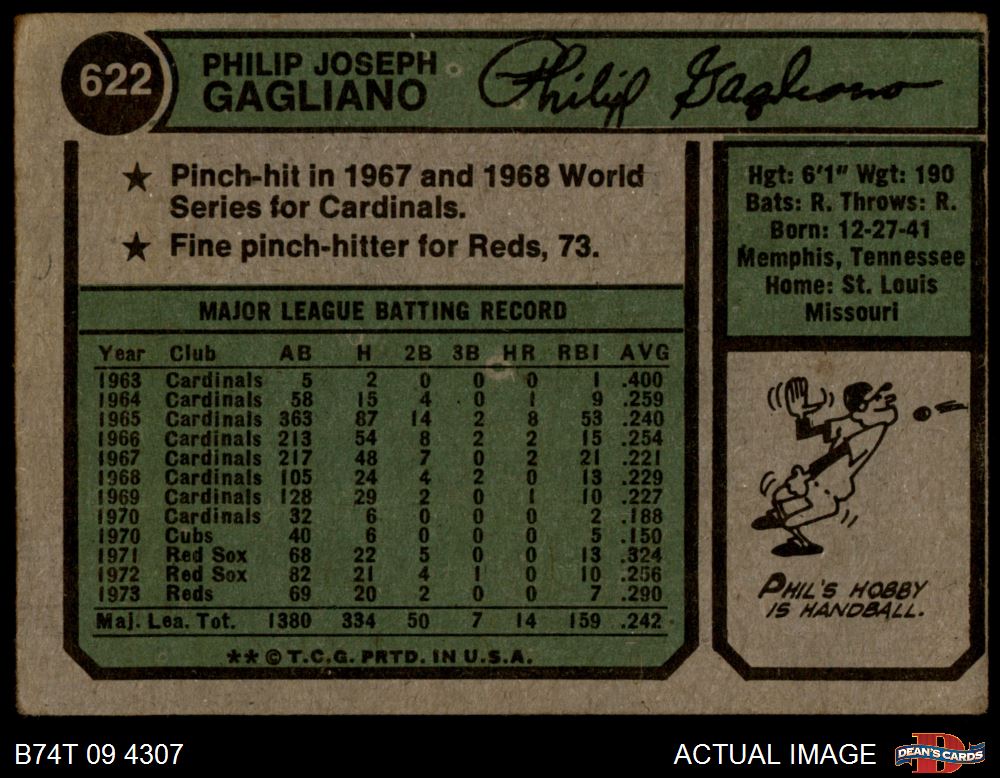 622
PHILIP JOSEPH
GAGLIANO
Philip Gagliano
★ Pinch-hit in 1967 and 1968 World
Series for Cardinals.
★ Fine pinch-hitter for Reds, 73.
Hgt: 6'1" Wgt: 190
Bats: R. Throws: R.
Born: 12-27-41
Memphis, Tennessee
Home: St. Louis
Missouri
MAJOR LEAGUE BATTING RECORD
Year Club AB H 2B 3B HR RBI AVG
1963 Cardinals 5 2 0 0 0 1 .400
1964 Cardinals 58 15 4 0 1 9 .259
1965 Cardinals 363 87 14 2 8 53 .240
1966 Cardinals 213 54 8 2 2 15 .254
1967 Cardinals 217 48 7 0 2 21 .221
1968 Cardinals 105 24 4 2 0 13 .229
1969 Cardinals 128 29 2 0 1 10 .227
1970 Cardinals 32 6 0 0 0 2 .188
1970 Cubs 40 6 0 0 0 5 .150
1971 Red Sox 68 22 5 0 0 13 .324
1972 Red Sox 82 21 4 1 0 10 .256
1973 Reds 69 20 2 0 0 7 .290
Maj. Lea. Tot. 1380 334 50 7 14 159 .242
** © T.C.G. PRTD. IN U.S.A.
PHIL'S HOBBY
IS HANDBALL.
B74T 09 4307
ACTUAL IMAGE
DEAN'S CARDS